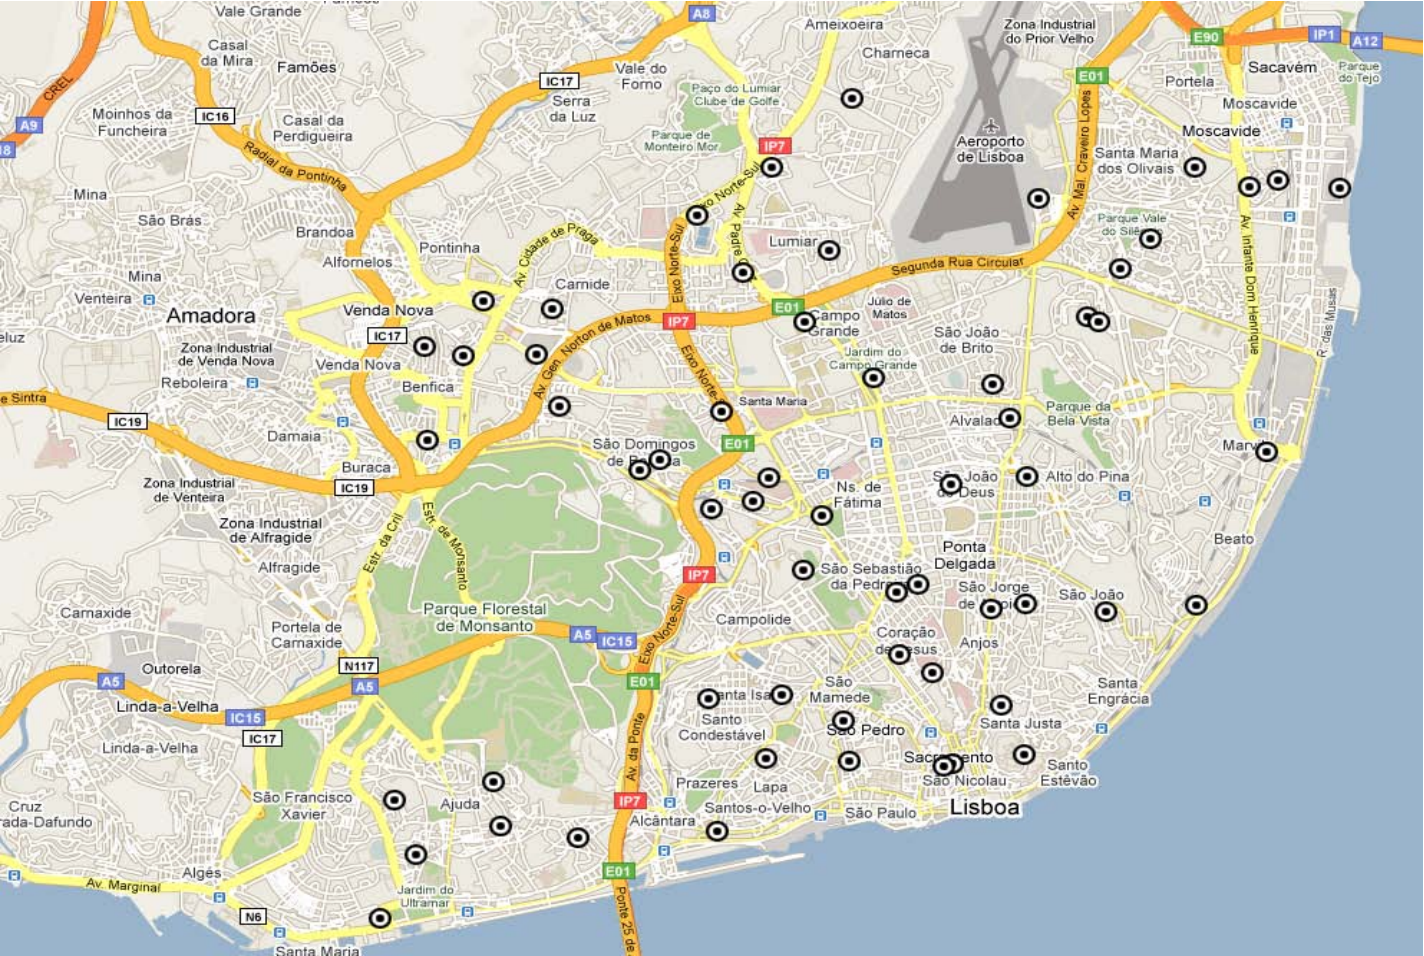 Vale Grande
Famões
A8
Ameixoeira
Zona Industrial
do Prior Velho
E90
IP1
A12
Casal
da Mira
Famões
Charneca
Vale do
Forno
IC17
E01
Portela
Sacavém
Parque
do Tejo
CREL
Paço do Lumiar
Clube de Golfe
Serra
da Luz
Moinhos da
Funcheira
IC16
Casal da
Perdigueira
A9
Moscavide
Moscavide
Parque de
Monteiro Mor
IP7
Aeroporto
de Lisboa
Av. Mal. Craveiro Lopes
Santa Maria
dos Olivais
18
Radial da Pontinha
Eixo Norte-Sul
Mina
São Brás
Brandoa
Pontinha
Av. Cidade de Praga
Av. Padre
Lumiar
Parque Vale
do
Av. Infante Dom Henrique
Alfornelos
Segunda Rua Circular
Mina
Venteira
Amadora
Carnide
Eixo Norte-Sul
Venda Nova
E01
Júlio de
Matos
Campo
Grande
IP7
R. das Musas
IC17
Av. Gen. Norton de Matos
São João
de Brito
Zona Industrial
de Venda Nova
Venda Nova
Jardim do
Campo Grande
Eixo Norte-S
Reboleira
Benfica
Santa Maria
e Sintra
IC19
Alvalade
Parque da
Bela Vista
Damaia
São Domingos
de
E01
Buraca
IC19
Alto do Pina
Zona Industrial
de Venteira
Ns. de
Fátima
Zona Industrial
de Alfragide
Estr. da Cril
Estr. de Monsanto
Beato
Ponta
Delgada
Alfragide
São Sebastião
da
IP7
São Jorge
de
São João
Carnaxide
Parque Florestal
de Monsanto
Campolide
Portela de
Carnaxide
A5
IC15
Eixo Norte-Sul
Coração
de
Anjos
N117
Outorela
A5
A5
E01
Linda-a-Velha
IC15
São
Mamede
Santa
Engrácia
Santo
Condestável
IC17
Linda-a-Velha
Av. da Ponte
Santa Justa
São Pedro
São Nicolau
Santo
Estêvão
Prazeres
Lapa
São Francisco
Xavier
Ajuda
IP7
Santos-o-Velho
Lisboa
Cruz
Alcântara
São Paulo
Algés
E01
Av. Marginal
Jardim do
Ultramar
N6
Ponte 25 de
Santa Maria